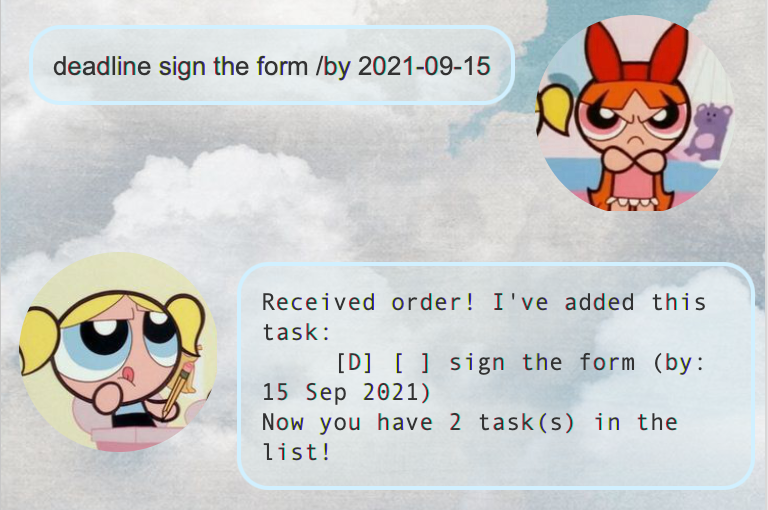 deadline sign the form /by 2021-09-15
Received order! I've added this
task:
[D] [ ] sign the form (by:
15 Sep 2021)
Now you have 2 task(s) in the
list!